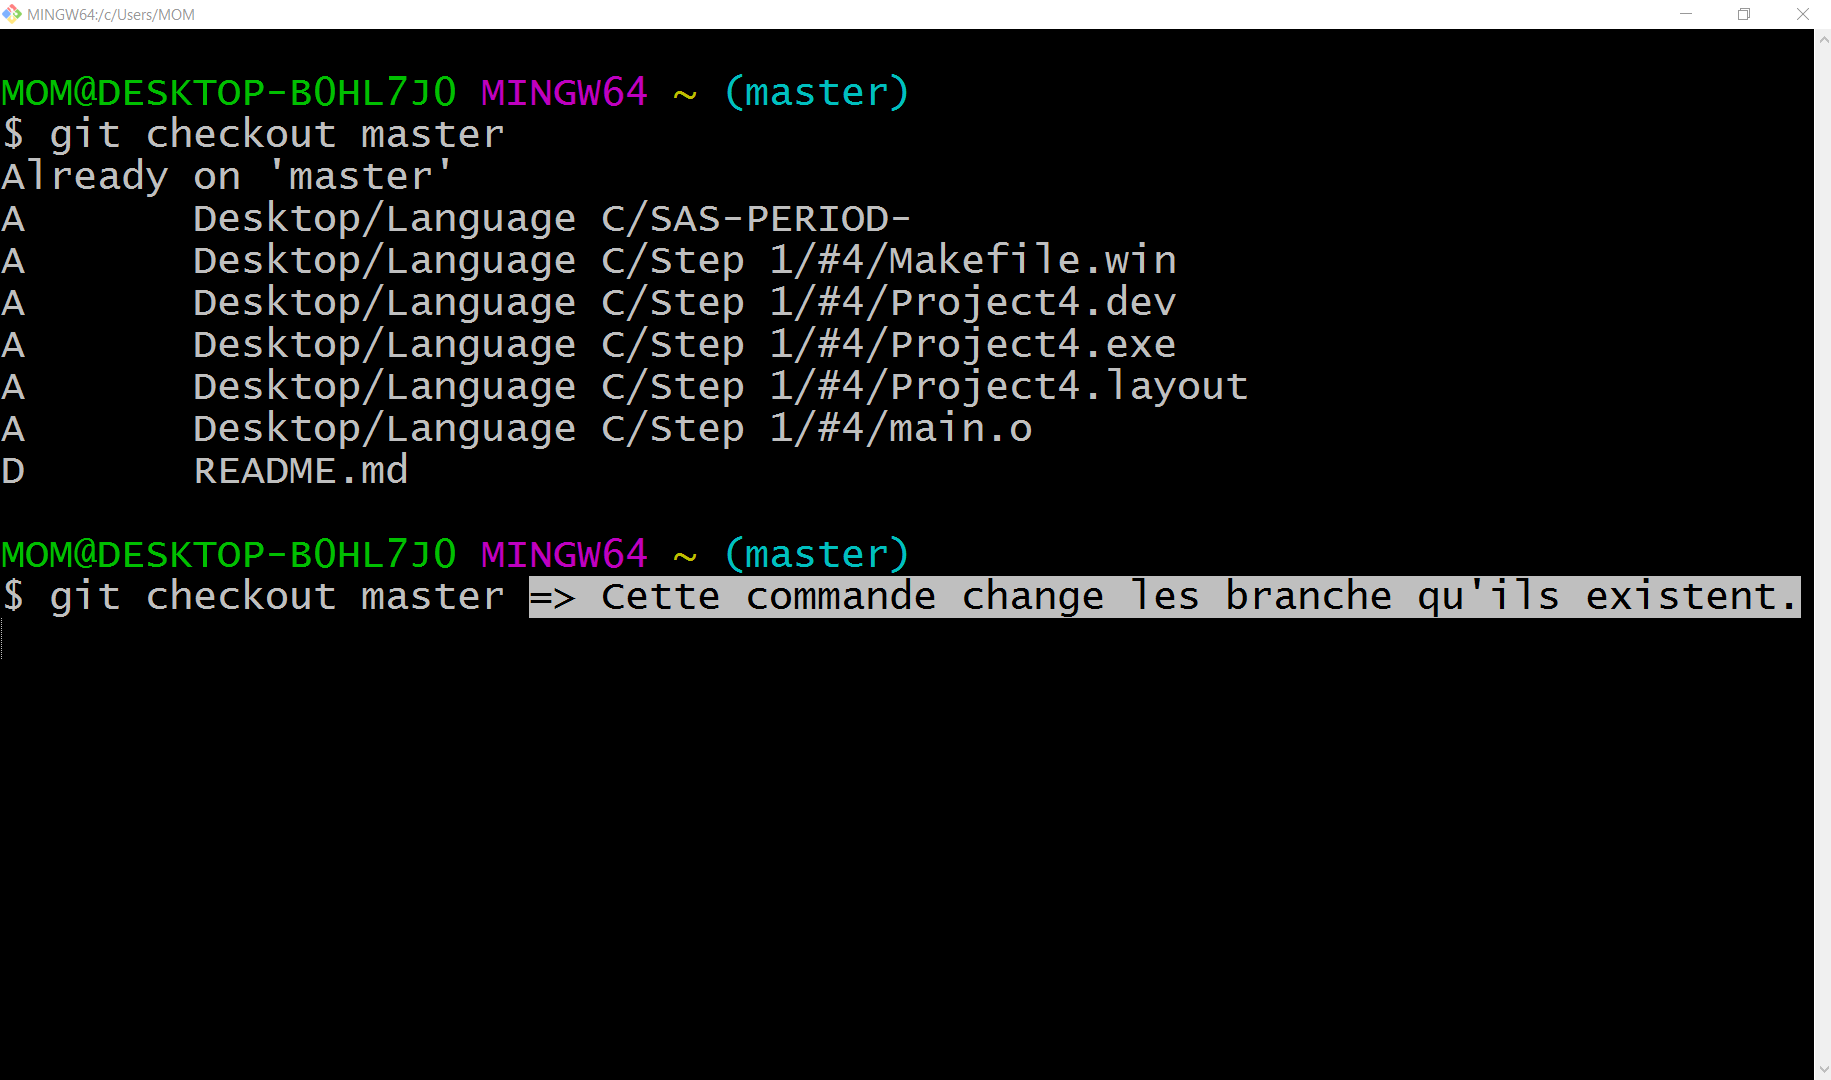 MINGW64:/c/Users/MOM
MOM@DESKTOP-B0HL7J0 MINGW64 ~ (master)
$ git checkout master
Already on 'master'
A       Desktop/Language C/SAS-PERIOD-
A       Desktop/Language C/Step 1/#4/Makefile.win
A       Desktop/Language C/Step 1/#4/Project4.dev
A       Desktop/Language C/Step 1/#4/Project4.exe
A       Desktop/Language C/Step 1/#4/Project4.layout
A       Desktop/Language C/Step 1/#4/main.o
D       README.md
MOM@DESKTOP-B0HL7J0 MINGW64 ~ (master)
$ git checkout master => Cette commande change les branche qu'ils existent.